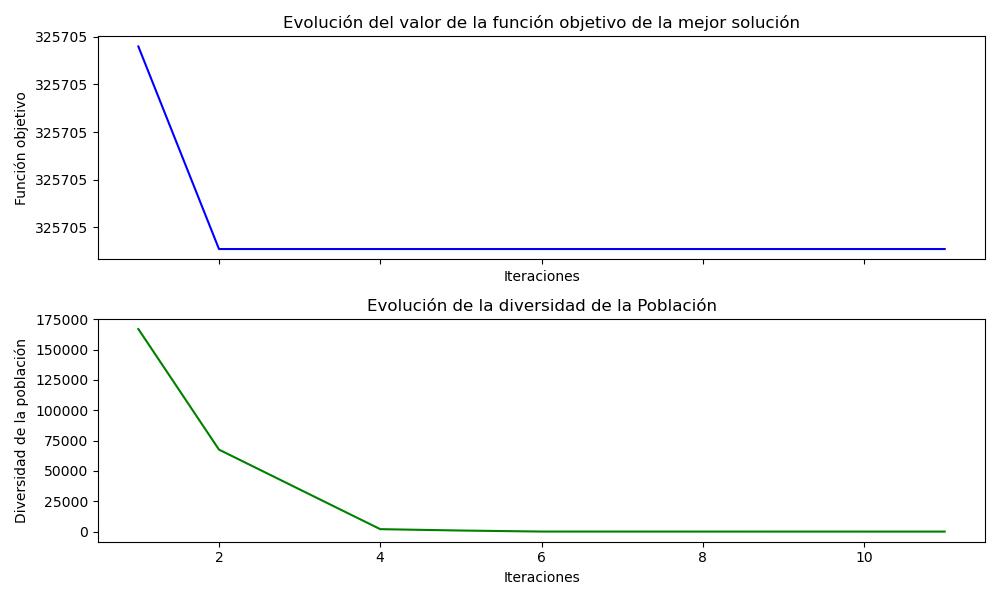 Evolución del valor de la función objetivo de la mejor solución
325705
325705
325705
325705
325705
Función objetivo
Iteraciones
Evolución de la diversidad de la Población
175000
150000
125000
100000
75000
50000
25000
0
Diversidad de la población
2 4 6 8 10
Iteraciones